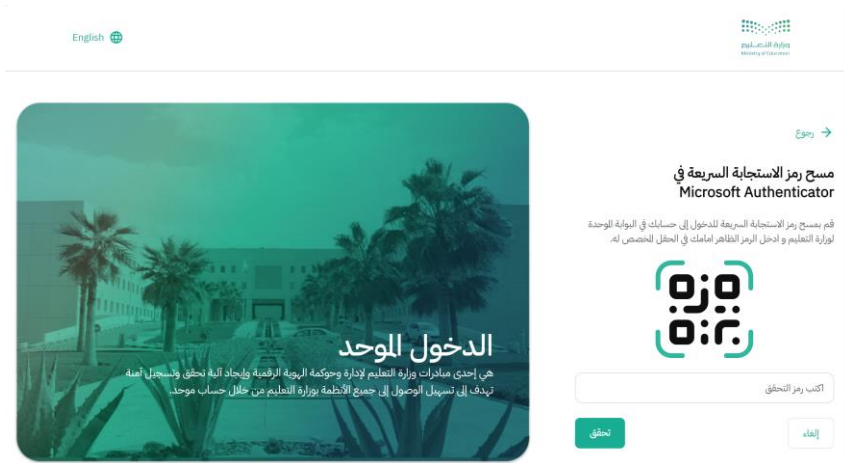 وزارة التعليم
Ministry of Education
English
رجوع
مسح رمز الاستجابة السريعة في
Microsoft Authenticator
قم بمسح رمز الاستجابة السريعة للدخول إلى حسابك في البوابة الموحدة
لوزارة التعليم و ادخل الرمز الظاهر امامك في الحقل المخصص له.
اكتب رمز التحقق
إلغاء
تحقق
الدخول الموحد
هي إحدى مبادرات وزارة التعليم لإدارة وحوكمة الهوية الرقمية وإيجاد آلية تحقق وتسجيل آمنة
تهدف إلى تسهيل الوصول إلى جميع الأنظمة بوزارة التعليم من خلال حساب موحد.